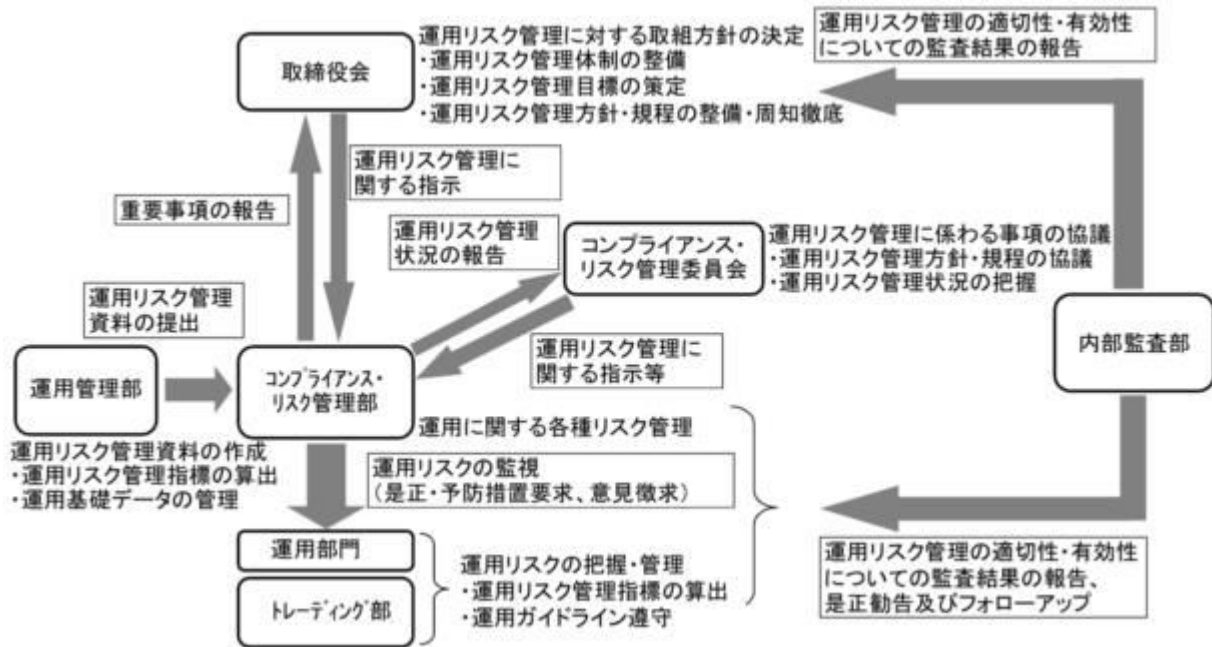 取締役会
運用リスク管理に対する取組方針の決定
・運用リスク管理体制の整備
・運用リスク管理目標の策定
・運用リスク管理方針・規程の整備・周知徹底
運用リスク管理の適切性・有効性
についての監査結果の報告
運用リスク管理に
関する指示
重要事項の報告
運用リスク管理
状況の報告
コンプライアンス・
リスク管理委員会
運用リスク管理に係わる事項の協議
・運用リスク管理方針・規程の協議
・運用リスク管理状況の把握
運用リスク管理
資料の提出
内部監査部
運用管理部
コンプライアンス・
リスク管理部
運用リスク管理に
関する指示等
運用に関する各種リスク管理
運用リスク管理資料の作成
・運用リスク管理指標の算出
・運用基礎データの管理
運用リスクの監視
（是正・予防措置要求、意見徴求）
運用部門
トレーディング部
運用リスクの把握・管理
・運用リスク管理指標の算出
・運用ガイドライン遵守
運用リスク管理の適切性・有効性
についての監査結果の報告、
是正勧告及びフォローアップ